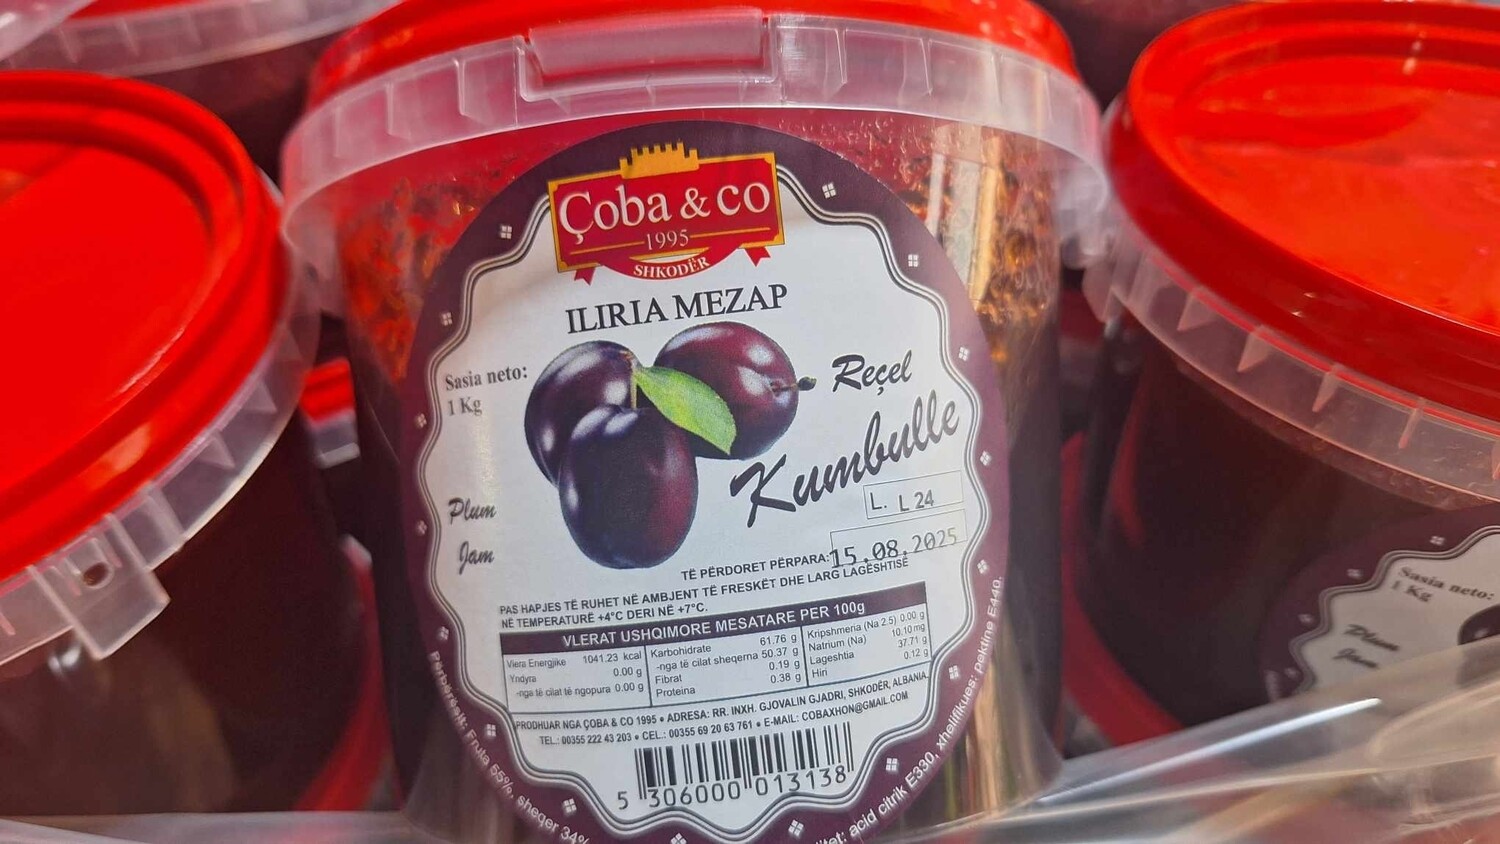 Çoba & co
1995
SHKODËR
ILIRIA MEZAP
Sasia neto:
1 Kg
Reçel
Kumbulle
Plum
Jam
L. L 24
TË PËRDORET PËRPARA: 15.08.2025
PAS HAPJES TË RUHET NË AMBJENT TË FRESKËT DHE LARG LAGËSHTISË
NË TEMPERATURË +4°C DERI NË +7°C.
VLERAT USHQIMORE MESATARE PER 100g
Vlera Energjike 1041.23 kcal
Yndyra 0.00 g
-nga të cilat të ngopura 0.00 g
Karbohidrate 61.76 g
-nga të cilat sheqerna 50.37 g
Fibrat 0.19 g
Proteina 0.38 g
Kripshmeria (Na 2.5) 0.00 g
Natrium (Na) 10.10 mg
Lageshtia 37.71 g
Hiri 0.12 g
PRODHUAR NGA ÇOBA & CO 1995 • ADRESA: RR. INXH. GJOVALIN GJADRI, SHKODËR, ALBANIA,
TEL.: 00355 222 43 203 • CEL.: 00355 69 20 63 761 • E-MAIL: COBAXHON@GMAIL.COM
5 306000 013138
Përbërësit: Fruta 65%, sheqer 34%
acid citrik E330, xhelifikues: pektine E440.
Sasia neto:
1 Kg
Plum
Jam